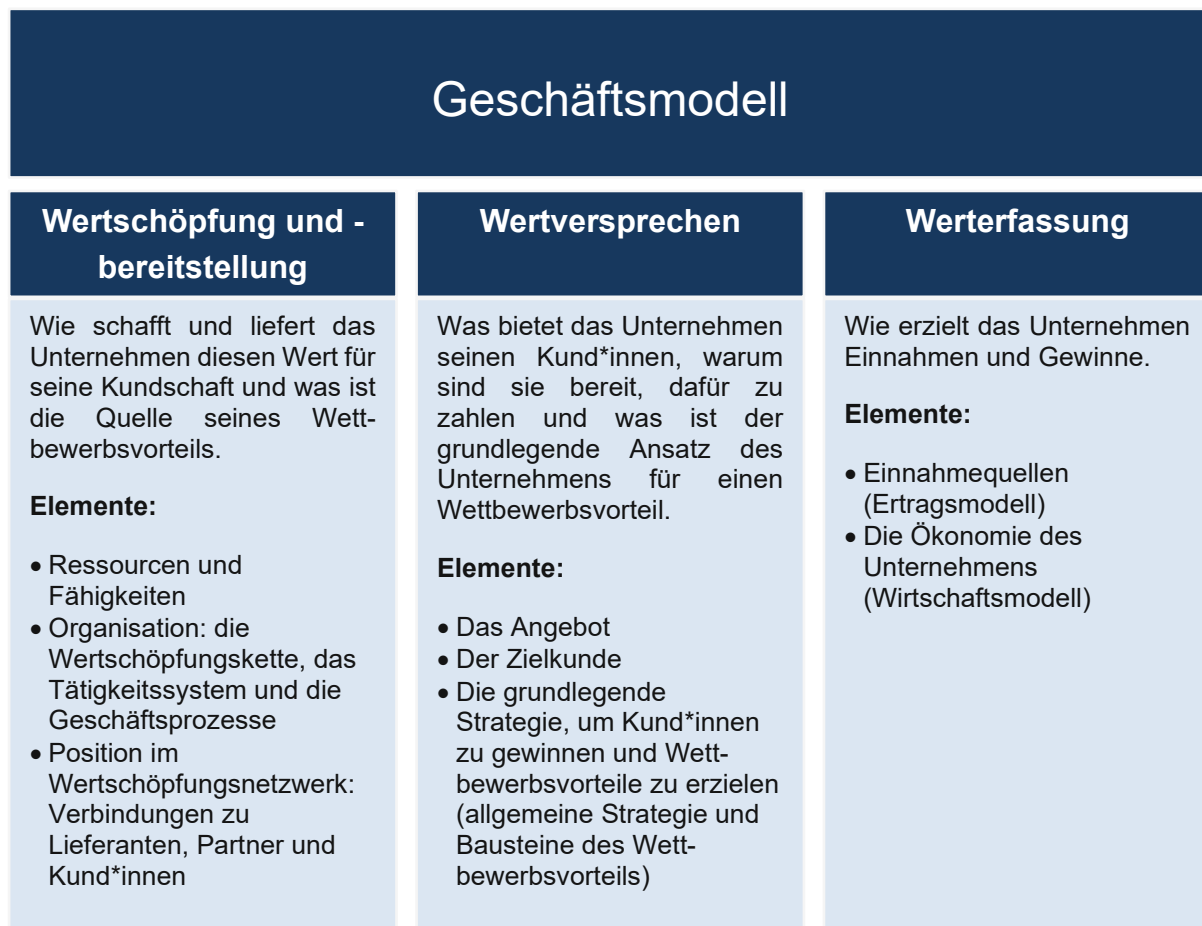 Geschäftsmodell
Wertschöpfung und -
bereitstellung
Wie schafft und liefert das
Unternehmen diesen Wert für
seine Kundschaft und was ist
die Quelle seines Wett-
bewerbsvorteils.
Elemente:
• Ressourcen und
Fähigkeiten
• Organisation: die
Wertschöpfungskette, das
Tätigkeitssystem und die
Geschäftsprozesse
• Position im
Wertschöpfungsnetzwerk:
Verbindungen zu
Lieferanten, Partner und
Kund*innen
Wertversprechen
Was bietet das Unternehmen
seinen Kund*innen, warum
sind sie bereit, dafür zu
zahlen und was ist der
grundlegende Ansatz des
Unternehmens für einen
Wettbewerbsvorteil.
Elemente:
• Das Angebot
• Der Zielkunde
• Die grundlegende
Strategie, um Kund*innen
zu gewinnen und Wett-
bewerbsvorteile zu erzielen
(allgemeine Strategie und
Bausteine des Wett-
bewerbsvorteils)
Werterfassung
Wie erzielt das Unternehmen
Einnahmen und Gewinne.
Elemente:
• Einnahmequellen
(Ertragsmodell)
• Die Ökonomie des
Unternehmens
(Wirtschaftsmodell)